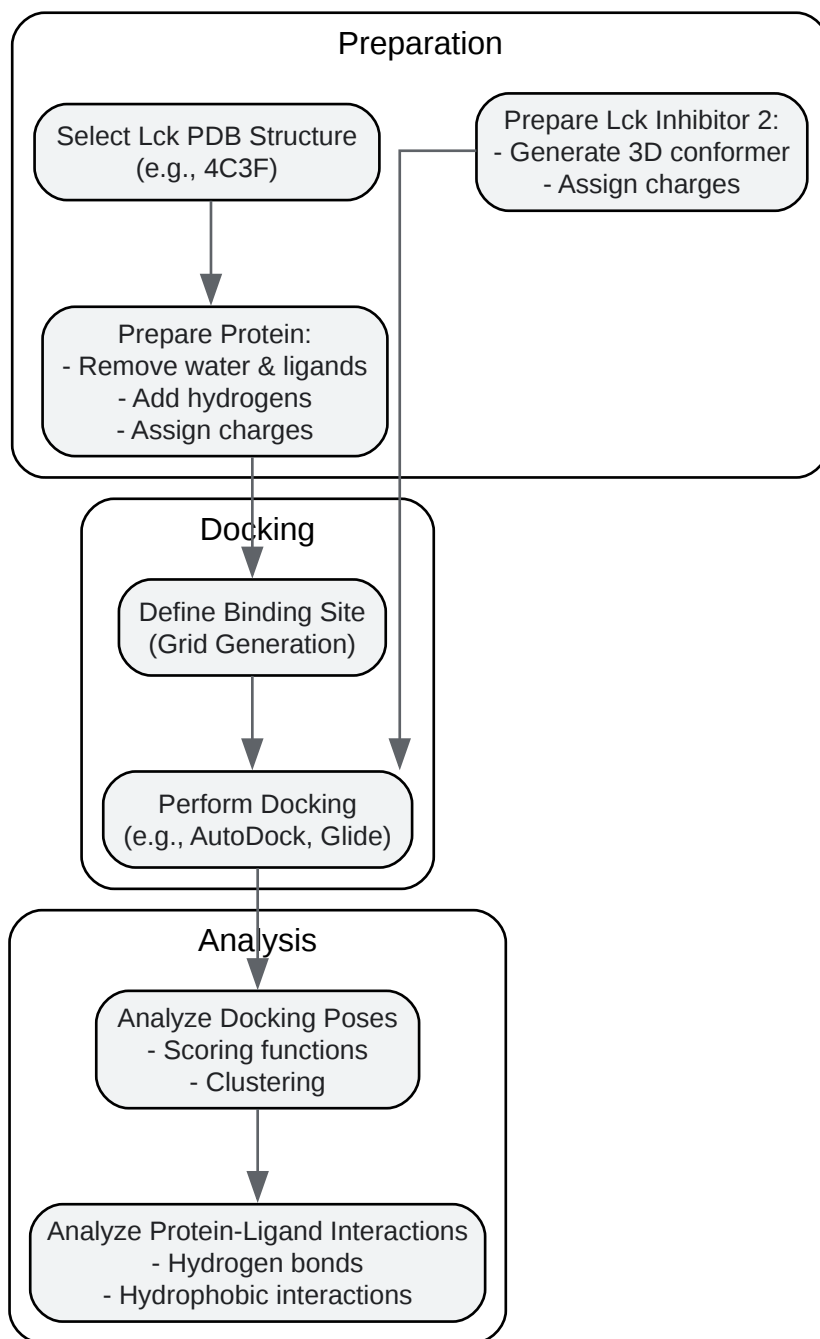 Preparation
Select Lck PDB Structure
(e.g., 4C3F)
Prepare Lck Inhibitor 2:
- Generate 3D conformer
- Assign charges
Prepare Protein:
- Remove water & ligands
- Add hydrogens
- Assign charges
Docking
Define Binding Site
(Grid Generation)
Perform Docking
(e.g., AutoDock, Glide)
Analysis
Analyze Docking Poses
- Scoring functions
- Clustering
Analyze Protein-Ligand Interactions
- Hydrogen bonds
- Hydrophobic interactions